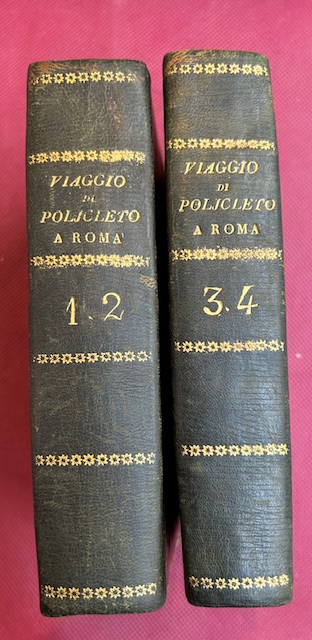 VIAGGIO
DI
POLICLETO
A ROMA
1.2
VIAGGIO
DI
POLICLETO
A ROMA
3.4